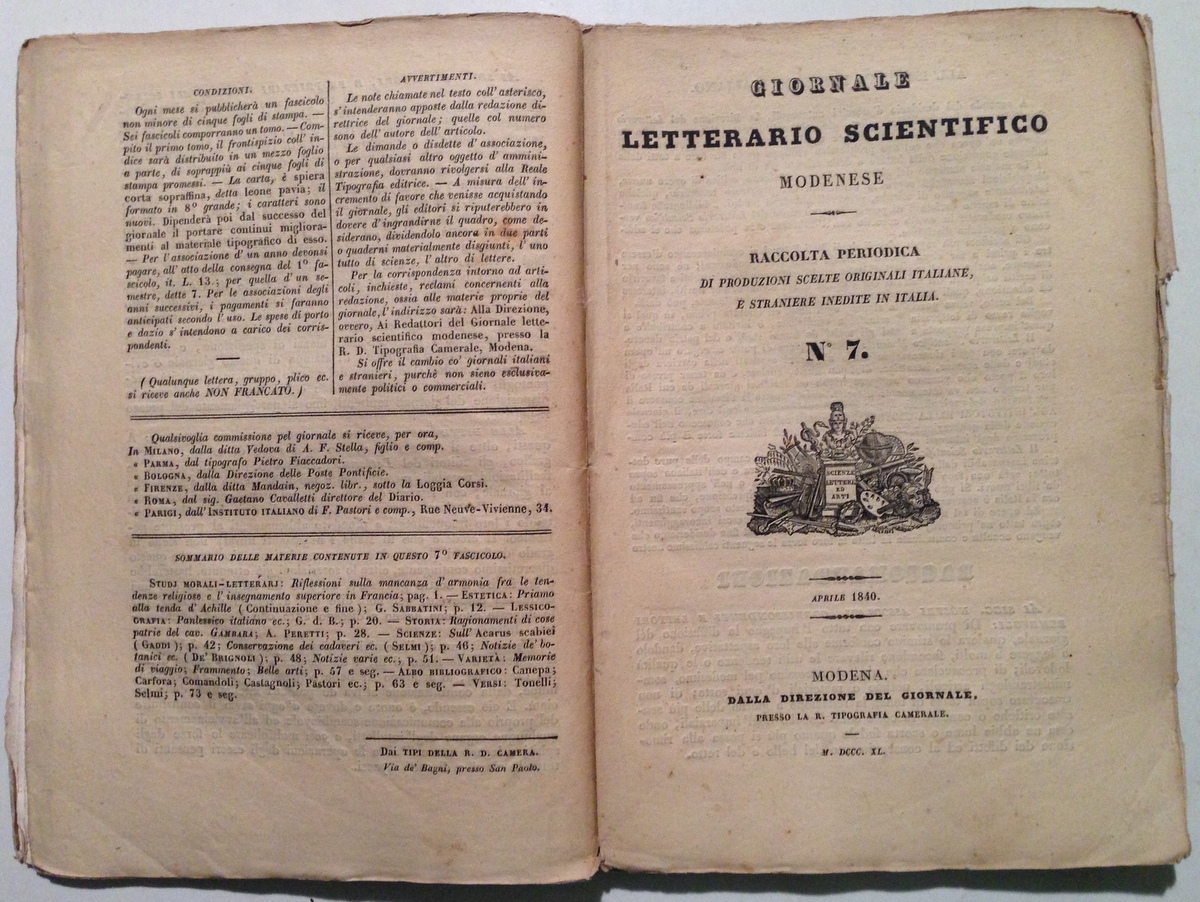 CONDIZIONI.
Ogni mese si pubblicherà un fascicolo
non minore di cinque fogli di stampa. —
Sei fascicoli comporranno un tomo. — Com-
pito il primo tomo, il frontispizio coll' in-
dice sarà distribuito in un mezzo foglio
a parte, di soprappiù ai cinque fogli di
stampa promessi. — La carta, è spiera
corta sopraffina, detta leone pavia; il
formato in 8º grande; i caratteri sono
nuovi. Dipenderà poi dal successo del
giornale il portare continui migliora-
menti al materiale tipografico di esso.
— Per l'associazione d' un anno devonsi
pagare, all' atto della consegna del 1º fa-
scicolo, it. L. 13.; per quella d' un se-
mestre, dette 7. Per le associazioni degli
anni successivi, i pagamenti si faranno
anticipati secondo l' uso. Le spese di porto
e dazio s' intendono a carico dei corris-
pondenti.
( Qualunque lettera, gruppo, plico ec.
si riceve anche NON FRANCATO. )
AVVERTIMENTI.
Le note chiamate nel testo coll' asterisco,
s' intenderanno apposte dalla redazione di-
rettrice del giornale; quelle col numero
sono dell' autore dell' articolo.
Le dimande o disdette d' associazione,
o per qualsiasi altro oggetto d' ammini-
strazione, dovranno rivolgersi alla Reale
Tipografia editrice. — A misura dell' in-
cremento di favore che venisse acquistando
il giornale, gli editori si riputerebbero in
dovere d' ingrandirne il quadro, come de-
siderano, dividendolo ancora in due parti
o quaderni materialmente disgiunti, l' uno
tutto di scienze, l' altro di lettere.
Per la corrispondenza intorno ad arti-
coli, inchieste, reclami concernenti alla
redazione, ossia alle materie proprie del
giornale, l' indirizzo sarà: Alla Direzione,
ovvero, Ai Redattori del Giornale lette-
rario scientifico modenese, presso la
R. D. Tipografia Camerale, Modena.
Si offre il cambio co' giornali italiani
e stranieri, purchè non sieno esclusiva-
mente politici o commerciali.
Qualsivoglia commissione pel giornale si riceve, per ora,
In MILANO, dalla ditta Vedova di A. F. Stella, figlio e comp.
« PARMA, dal tipografo Pietro Fiaccadori.
« BOLOGNA, dalla Direzione delle Poste Pontificie.
« FIRENZE, dalla ditta Mandain, negoz. libr., sotto la Loggia Corsi.
« ROMA, dal sig. Gaetano Cavalletti direttore del Diario.
« PARIGI, dall' INSTITUTO ITALIANO di F. Pastori e comp., Rue Neuve-Vivienne, 34.
SOMMARIO DELLE MATERIE CONTENUTE IN QUESTO 7º FASCICOLO.
STUDJ MORALI-LETTERARJ: Riflessioni sulla mancanza d' armonia fra le ten-
denze religiose e l' insegnamento superiore in Francia; pag. 1. — ESTETICA: Priamo
alla tenda d' Achille ( Continuazione e fine ); G. SABBATINI; p. 12. — LESSICO-
GRAFIA: Panlessico italiano ec.; G. d. B.; p. 20. — STORIA: Ragionamenti di cose
patrie del cav. GAMBARA; A. PERETTI; p. 28. — SCIENZE: Sull' Acarus scabiei
( GADDI ); p. 42; Conservazione dei cadaveri ec. ( SELMI ); p. 46; Notizie de' bo-
tanici ec. ( DE' BRIGNOLI ); p. 48; Notizie varie ec.; p. 51. — VARIETÀ: Memorie
di viaggio; Frammento; Belle arti; p. 57 e seg. — ALBO BIBLIOGRAFICO: Canepa;
Carfora; Comandoli; Castagnoli; Pastori ec.; p. 63 e seg. — VERSI: Tonelli;
Selmi; p. 73 e seg.
Dai TIPI DELLA R. D. CAMERA.
Via de' Bagni, presso San Paolo.
GIORNALE
LETTERARIO SCIENTIFICO
MODENESE
RACCOLTA PERIODICA
DI PRODUZIONI SCELTE ORIGINALI ITALIANE,
E STRANIERE INEDITE IN ITALIA.
Nº 7.
SCIENZE
LETTERE
ED
ARTI
APRILE 1840.
MODENA.
DALLA DIREZIONE DEL GIORNALE,
PRESSO LA R. TIPOGRAFIA CAMERALE.
M. DCCC. XL.